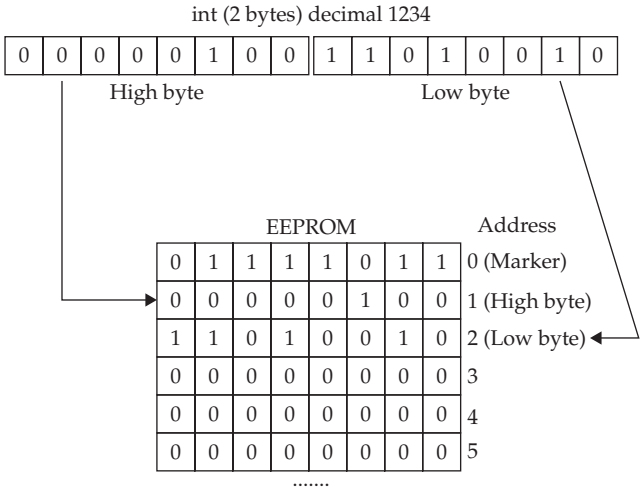 int (2 bytes) decimal 1234
0 0 0 0 0 1 0 0 1 1 0 1 0 0 1 0
High byte Low byte
EEPROM Address
0 1 1 1 1 0 1 1 0 (Marker)
0 0 0 0 0 1 0 0 1 (High byte)
1 1 0 1 0 0 1 0 2 (Low byte)
0 0 0 0 0 0 0 0 3
0 0 0 0 0 0 0 0 4
0 0 0 0 0 0 0 0 5
.......